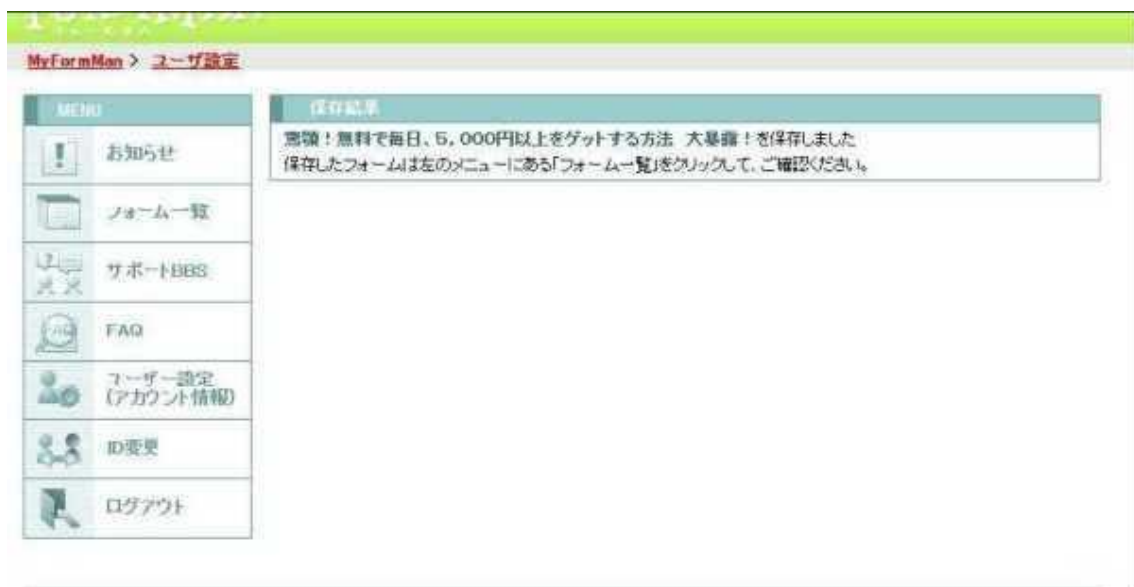 MyFormMan > ユーザ設定
MENU
お知らせ
フォーム一覧
サポートBBS
FAQ
ユーザー設定
(アカウント情報)
ID変更
ログアウト
保存結果
驚愕！無料で毎日、5,000円以上をゲットする方法 大暴露！を保存しました
保存したフォームは左のメニューにある「フォーム一覧」をクリックして、ご確認ください。